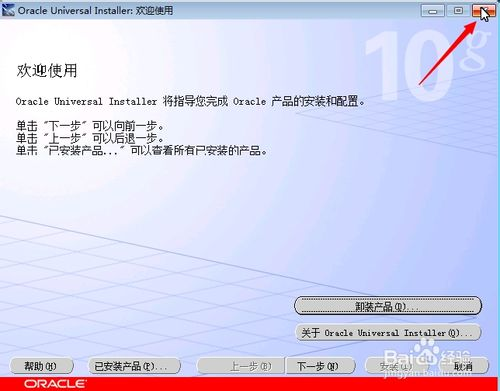 Oracle Universal Installer: 欢迎使用
10g
欢迎使用
Oracle Universal Installer 将指导您完成 Oracle 产品的安装和配置。
单击 "下一步" 可以向前一步。
单击 "上一步" 可以后退一步。
单击 "已安装产品..." 可以查看所有已安装的产品。
卸装产品(D)...
关于 Oracle Universal Installer(O)...
帮助(H) 已安装产品(P)... 上一步(B) 下一步(N) 安装(I) 取消
ORACLE
Baidu 经验
jingyan.baidu.com